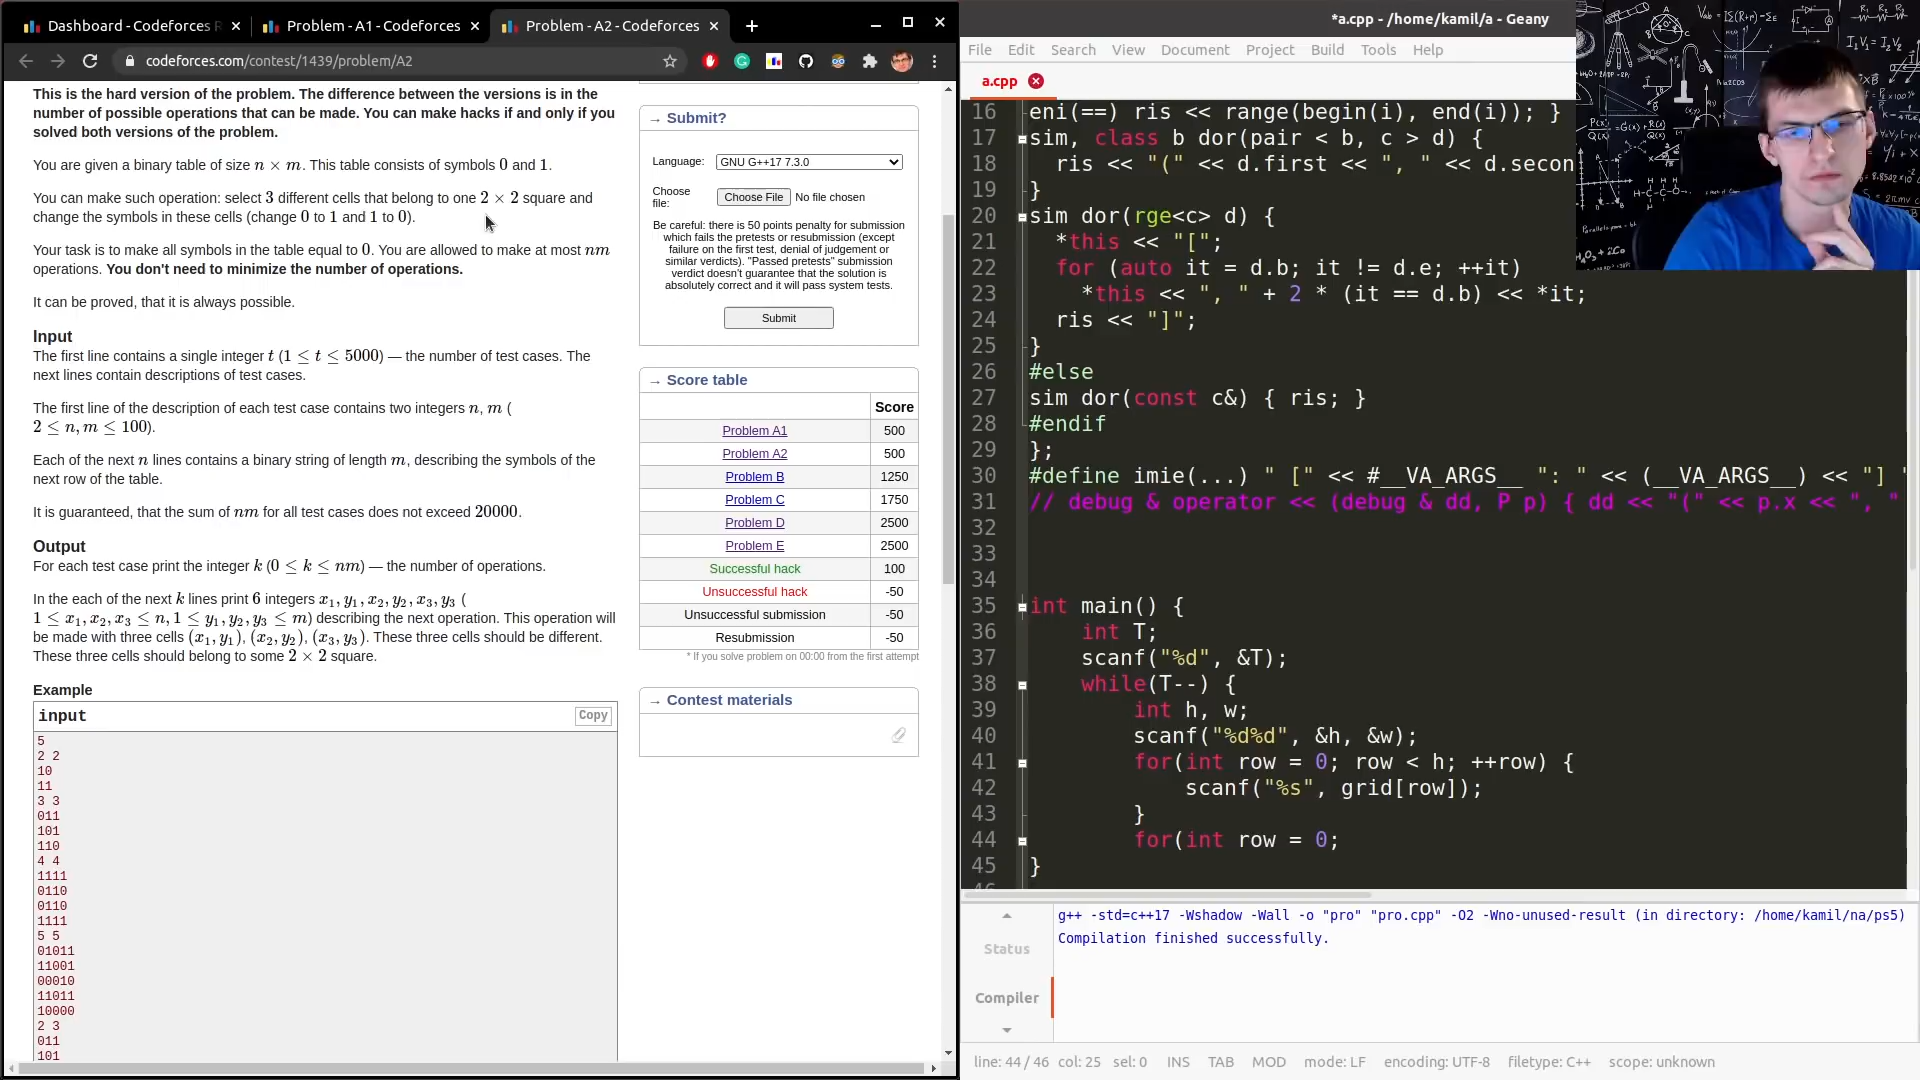 Dashboard - Codeforces R
Problem - A1 - Codeforces
Problem - A2 - Codeforces
codeforces.com/contest/1439/problem/A2
This is the hard version of the problem. The difference between the versions is in the
number of possible operations that can be made. You can make hacks if and only if you
solved both versions of the problem.
You are given a binary table of size n × m. This table consists of symbols 0 and 1.
You can make such operation: select 3 different cells that belong to one 2 × 2 square and
change the symbols in these cells (change 0 to 1 and 1 to 0).
Your task is to make all symbols in the table equal to 0. You are allowed to make at most nm
operations. You don't need to minimize the number of operations.
It can be proved, that it is always possible.
Input
The first line contains a single integer t (1 ≤ t ≤ 5000) — the number of test cases. The
next lines contain descriptions of test cases.
The first line of the description of each test case contains two integers n, m (
2 ≤ n, m ≤ 100).
Each of the next n lines contains a binary string of length m, describing the symbols of the
next row of the table.
It is guaranteed, that the sum of nm for all test cases does not exceed 20000.
Output
For each test case print the integer k (0 ≤ k ≤ nm) — the number of operations.
In the each of the next k lines print 6 integers x1, y1, x2, y2, x3, y3 (
1 ≤ x1, x2, x3 ≤ n, 1 ≤ y1, y2, y3 ≤ m) describing the next operation. This operation will
be made with three cells (x1, y1), (x2, y2), (x3, y3). These three cells should be different.
These three cells should belong to some 2 × 2 square.
Example
input
Copy
5
2 2
10
11
3 3
011
101
110
4 4
1111
0110
0110
1111
5 5
01011
11001
00010
11011
10000
2 3
011
101
→ Submit?
Language: GNU G++17 7.3.0
Choose
file:
Choose File No file chosen
Be careful: there is 50 points penalty for submission
which fails the pretests or resubmission (except
failure on the first test, denial of judgement or
similar verdicts). "Passed pretests" submission
verdict doesn't guarantee that the solution is
absolutely correct and it will pass system tests.
Submit
→ Score table
Score
Problem A1 500
Problem A2 500
Problem B 1250
Problem C 1750
Problem D 2500
Problem E 2500
Successful hack 100
Unsuccessful hack -50
Unsuccessful submission -50
Resubmission -50
* If you solve problem on 00:00 from the first attempt
→ Contest materials
*a.cpp - /home/kamil/a - Geany
File Edit Search View Document Project Build Tools Help
a.cpp
16 eni(==) ris << range(begin(i), end(i)); }
17 sim, class b dor(pair < b, c > d) {
18 ris << "(" << d.first << ", " << d.secon
19 }
20 sim dor(rge<c> d) {
21 *this << "[";
22 for (auto it = d.b; it != d.e; ++it)
23 *this << ", " + 2 * (it == d.b) << *it;
24 ris << "]";
25 }
26 #else
27 sim dor(const c&) { ris; }
28 #endif
29 };
30 #define imie(...) " [" << #__VA_ARGS__ ": " << (__VA_ARGS__) << "] "
31 // debug & operator << (debug & dd, P p) { dd << "(" << p.x << ", "
32
33
34
35 int main() {
36 int T;
37 scanf("%d", &T);
38 while(T--) {
39 int h, w;
40 scanf("%d%d", &h, &w);
41 for(int row = 0; row < h; ++row) {
42 scanf("%s", grid[row]);
43 }
44 for(int row = 0;
45 }
Status
Compiler
g++ -std=c++17 -Wshadow -Wall -o "pro" "pro.cpp" -O2 -Wno-unused-result (in directory: /home/kamil/na/ps5)
Compilation finished successfully.
line: 44 / 46 col: 25 sel: 0 INS TAB MOD mode: LF encoding: UTF-8 filetype: C++ scope: unknown